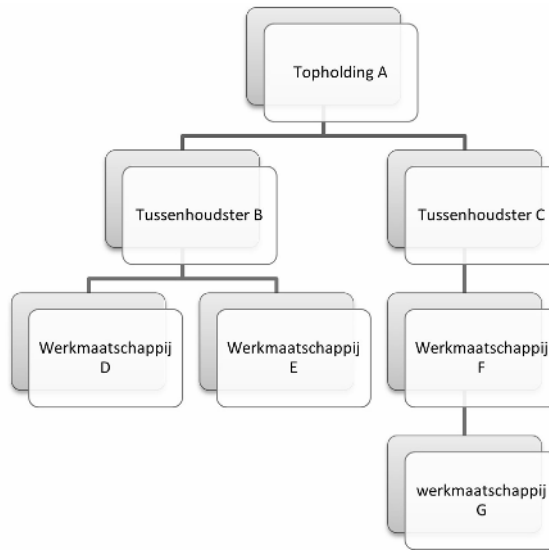 Topholding A
Tussenhoudster B
Tussenhoudster C
Werkmaatschappij
D
Werkmaatschappij
E
Werkmaatschappij
F
werkmaatschappij
G